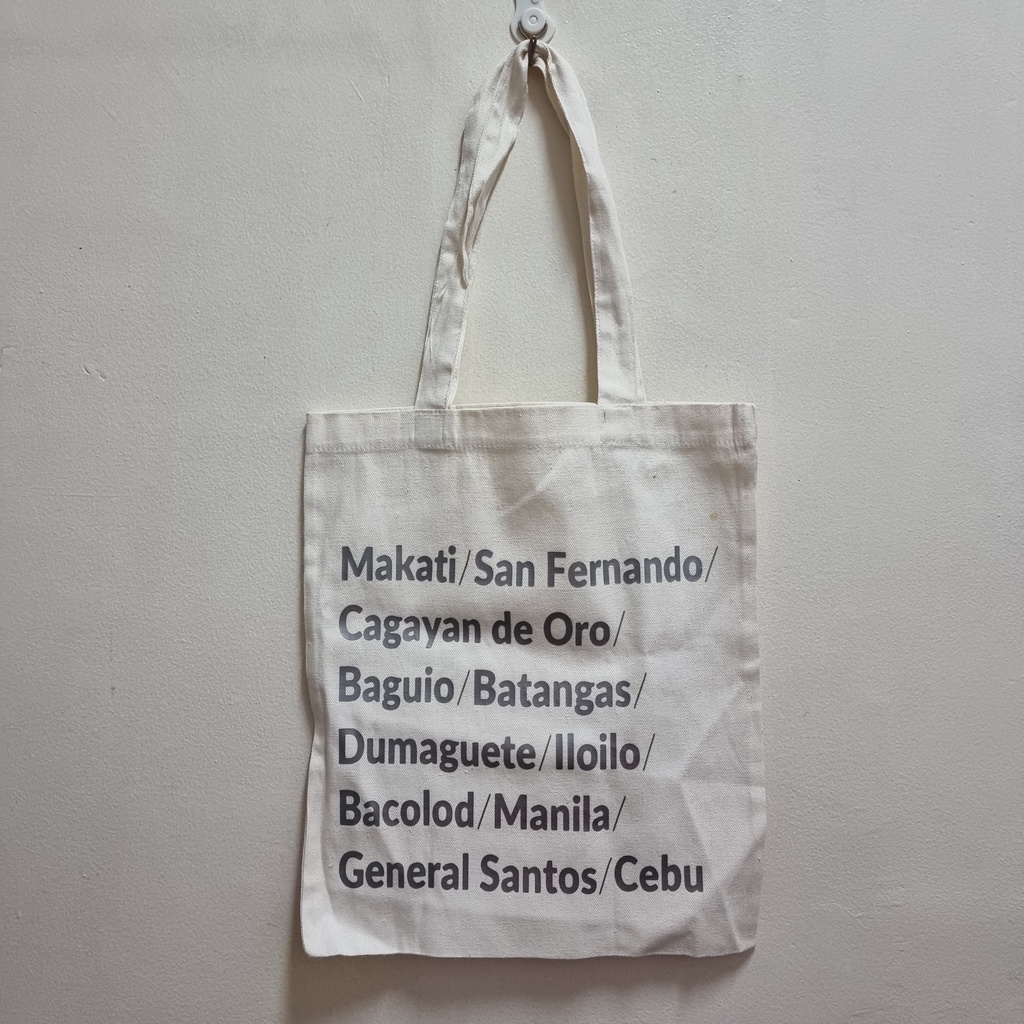 Makati/San Fernando/
Cagayan de Oro/
Baguio/Batangas/
Dumaguete/Iloilo/
Bacolod/Manila/
General Santos/Cebu